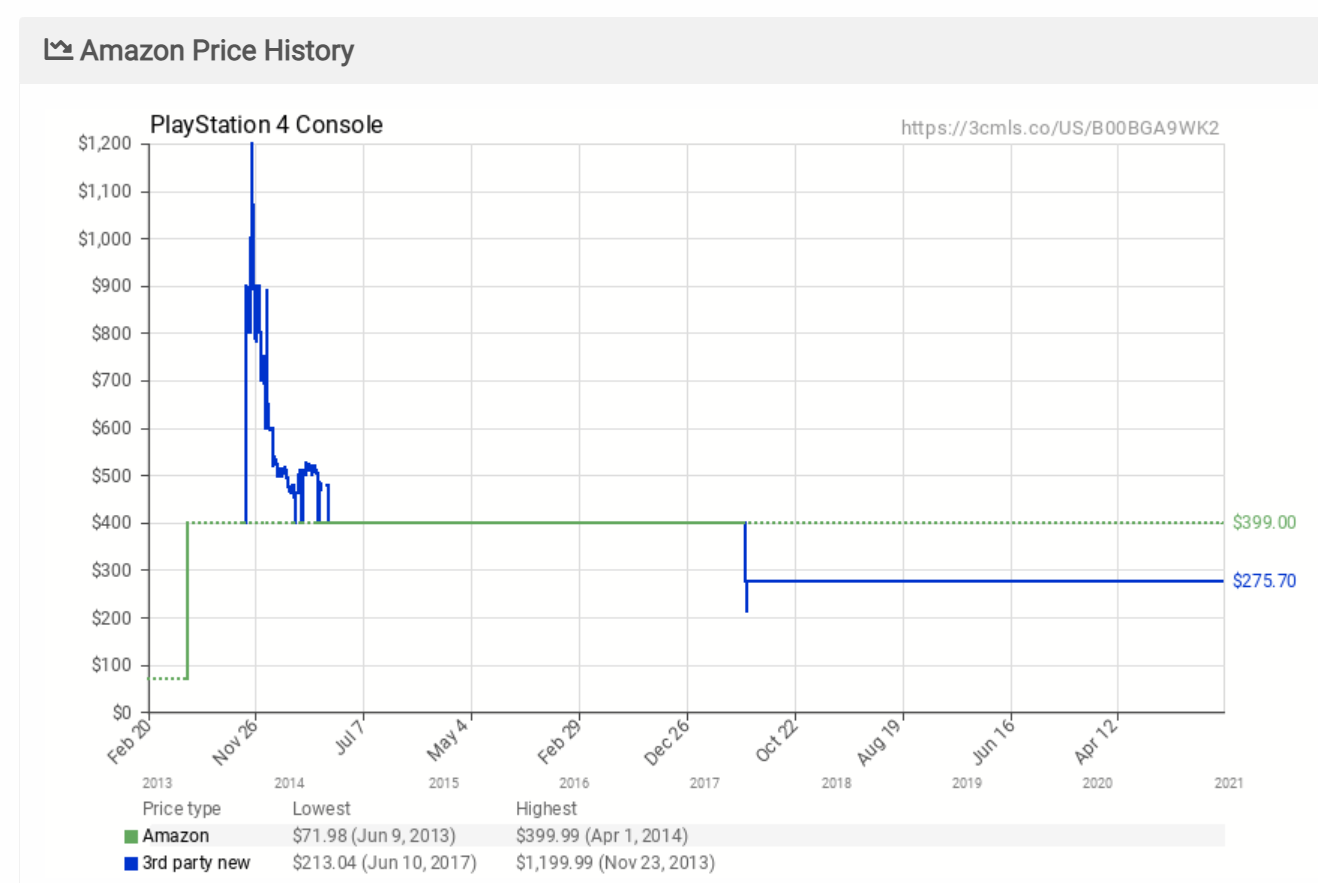 Amazon Price History
PlayStation 4 Console
https://3cmls.co/US/B00BGA9WK2
$1,200
$1,100
$1,000
$900
$800
$700
$600
$500
$400
$300
$200
$100
$0
$399.00
$275.70
Feb 20 Nov 26 Jul 7 May 4 Feb 29 Dec 26 Oct 22 Aug 19 Jun 16 Apr 12
2013 2014 2015 2016 2017 2018 2019 2020 2021
Price type Lowest Highest
Amazon $71.98 (Jun 9, 2013) $399.99 (Apr 1, 2014)
3rd party new $213.04 (Jun 10, 2017) $1,199.99 (Nov 23, 2013)